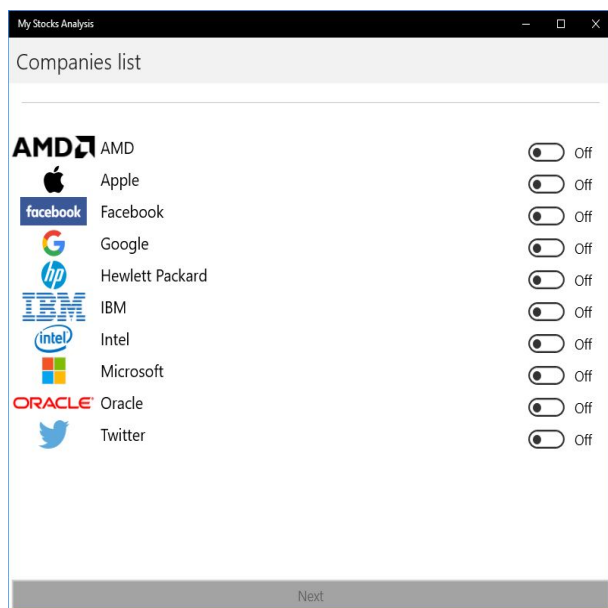 My Stocks Analysis
Companies list
AMD AMD Off
Apple Off
facebook Facebook Off
G Google Off
hp Hewlett Packard Off
IBM IBM Off
intel Intel Off
Microsoft Off
ORACLE Oracle Off
Twitter Off
Next